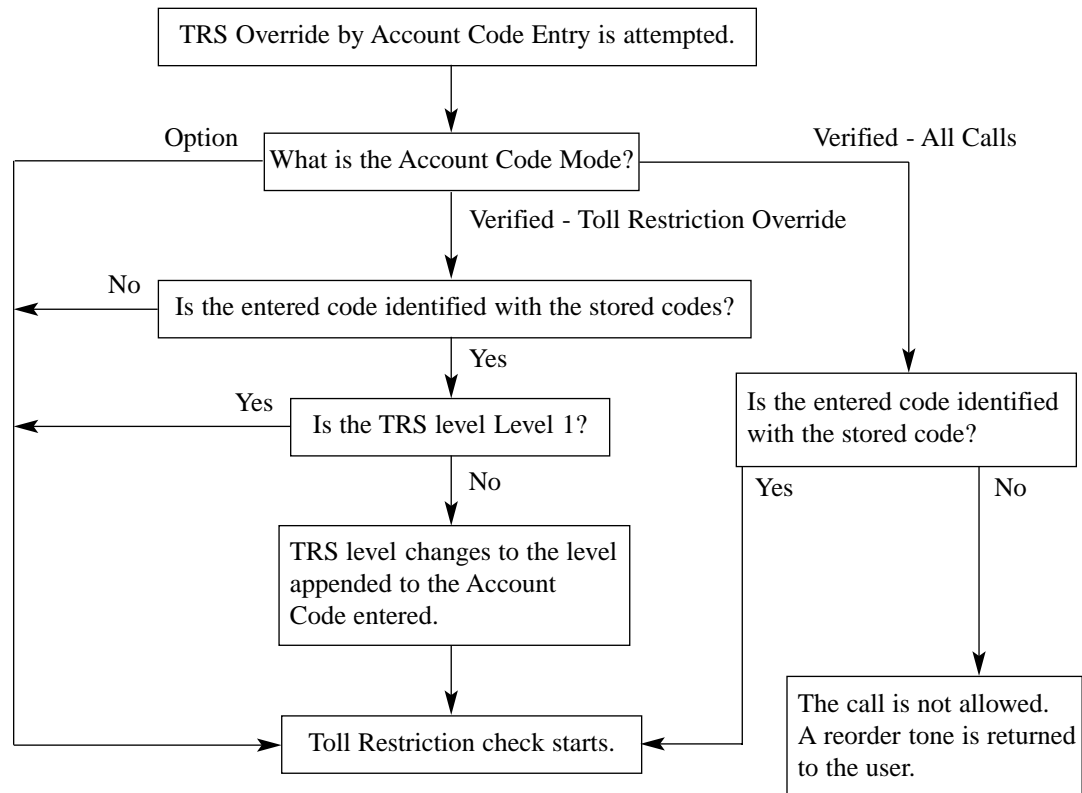 TRS Override by Account Code Entry is attempted.
Option
What is the Account Code Mode?
Verified - All Calls
Verified - Toll Restriction Override
No
Is the entered code identified with the stored codes?
Yes
Yes
Is the TRS level Level 1?
Is the entered code identified
with the stored code?
No
Yes
No
TRS level changes to the level
appended to the Account
Code entered.
The call is not allowed.
A reorder tone is returned
to the user.
Toll Restriction check starts.